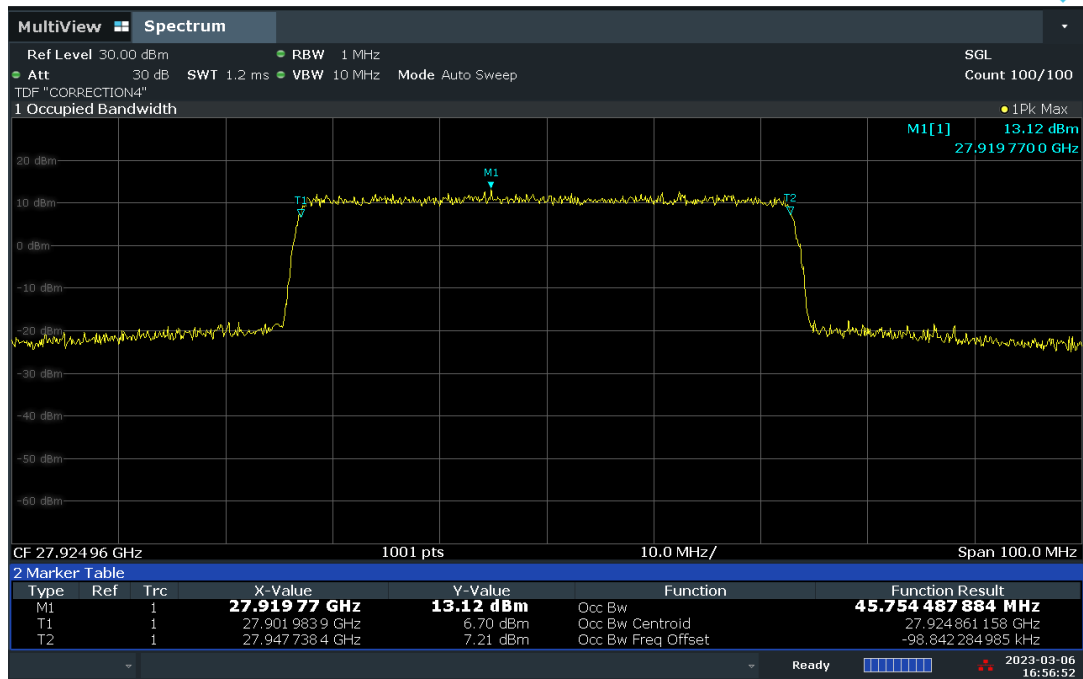 MultiView Spectrum
Ref Level 30.00 dBm RBW 1 MHz SGL
Att 30 dB SWT 1.2 ms VBW 10 MHz Mode Auto Sweep Count 100/100
TDF "CORRECTION4"
1 Occupied Bandwidth 1Pk Max
M1[1] 13.12 dBm
27.919 770 0 GHz
20 dBm
M1
10 dBm T1 T2
0 dBm
-10 dBm
-20 dBm
-30 dBm
-40 dBm
-50 dBm
-60 dBm
CF 27.924 96 GHz 1001 pts 10.0 MHz/ Span 100.0 MHz
2 Marker Table
Type Ref Trc X-Value Y-Value Function Function Result
M1 1 27.919 77 GHz 13.12 dBm Occ Bw 45.754 487 884 MHz
T1 1 27.901 983 9 GHz 6.70 dBm Occ Bw Centroid 27.924 861 158 GHz
T2 1 27.947 738 4 GHz 7.21 dBm Occ Bw Freq Offset -98.842 284 985 kHz
Ready 2023-03-06
16:56:52